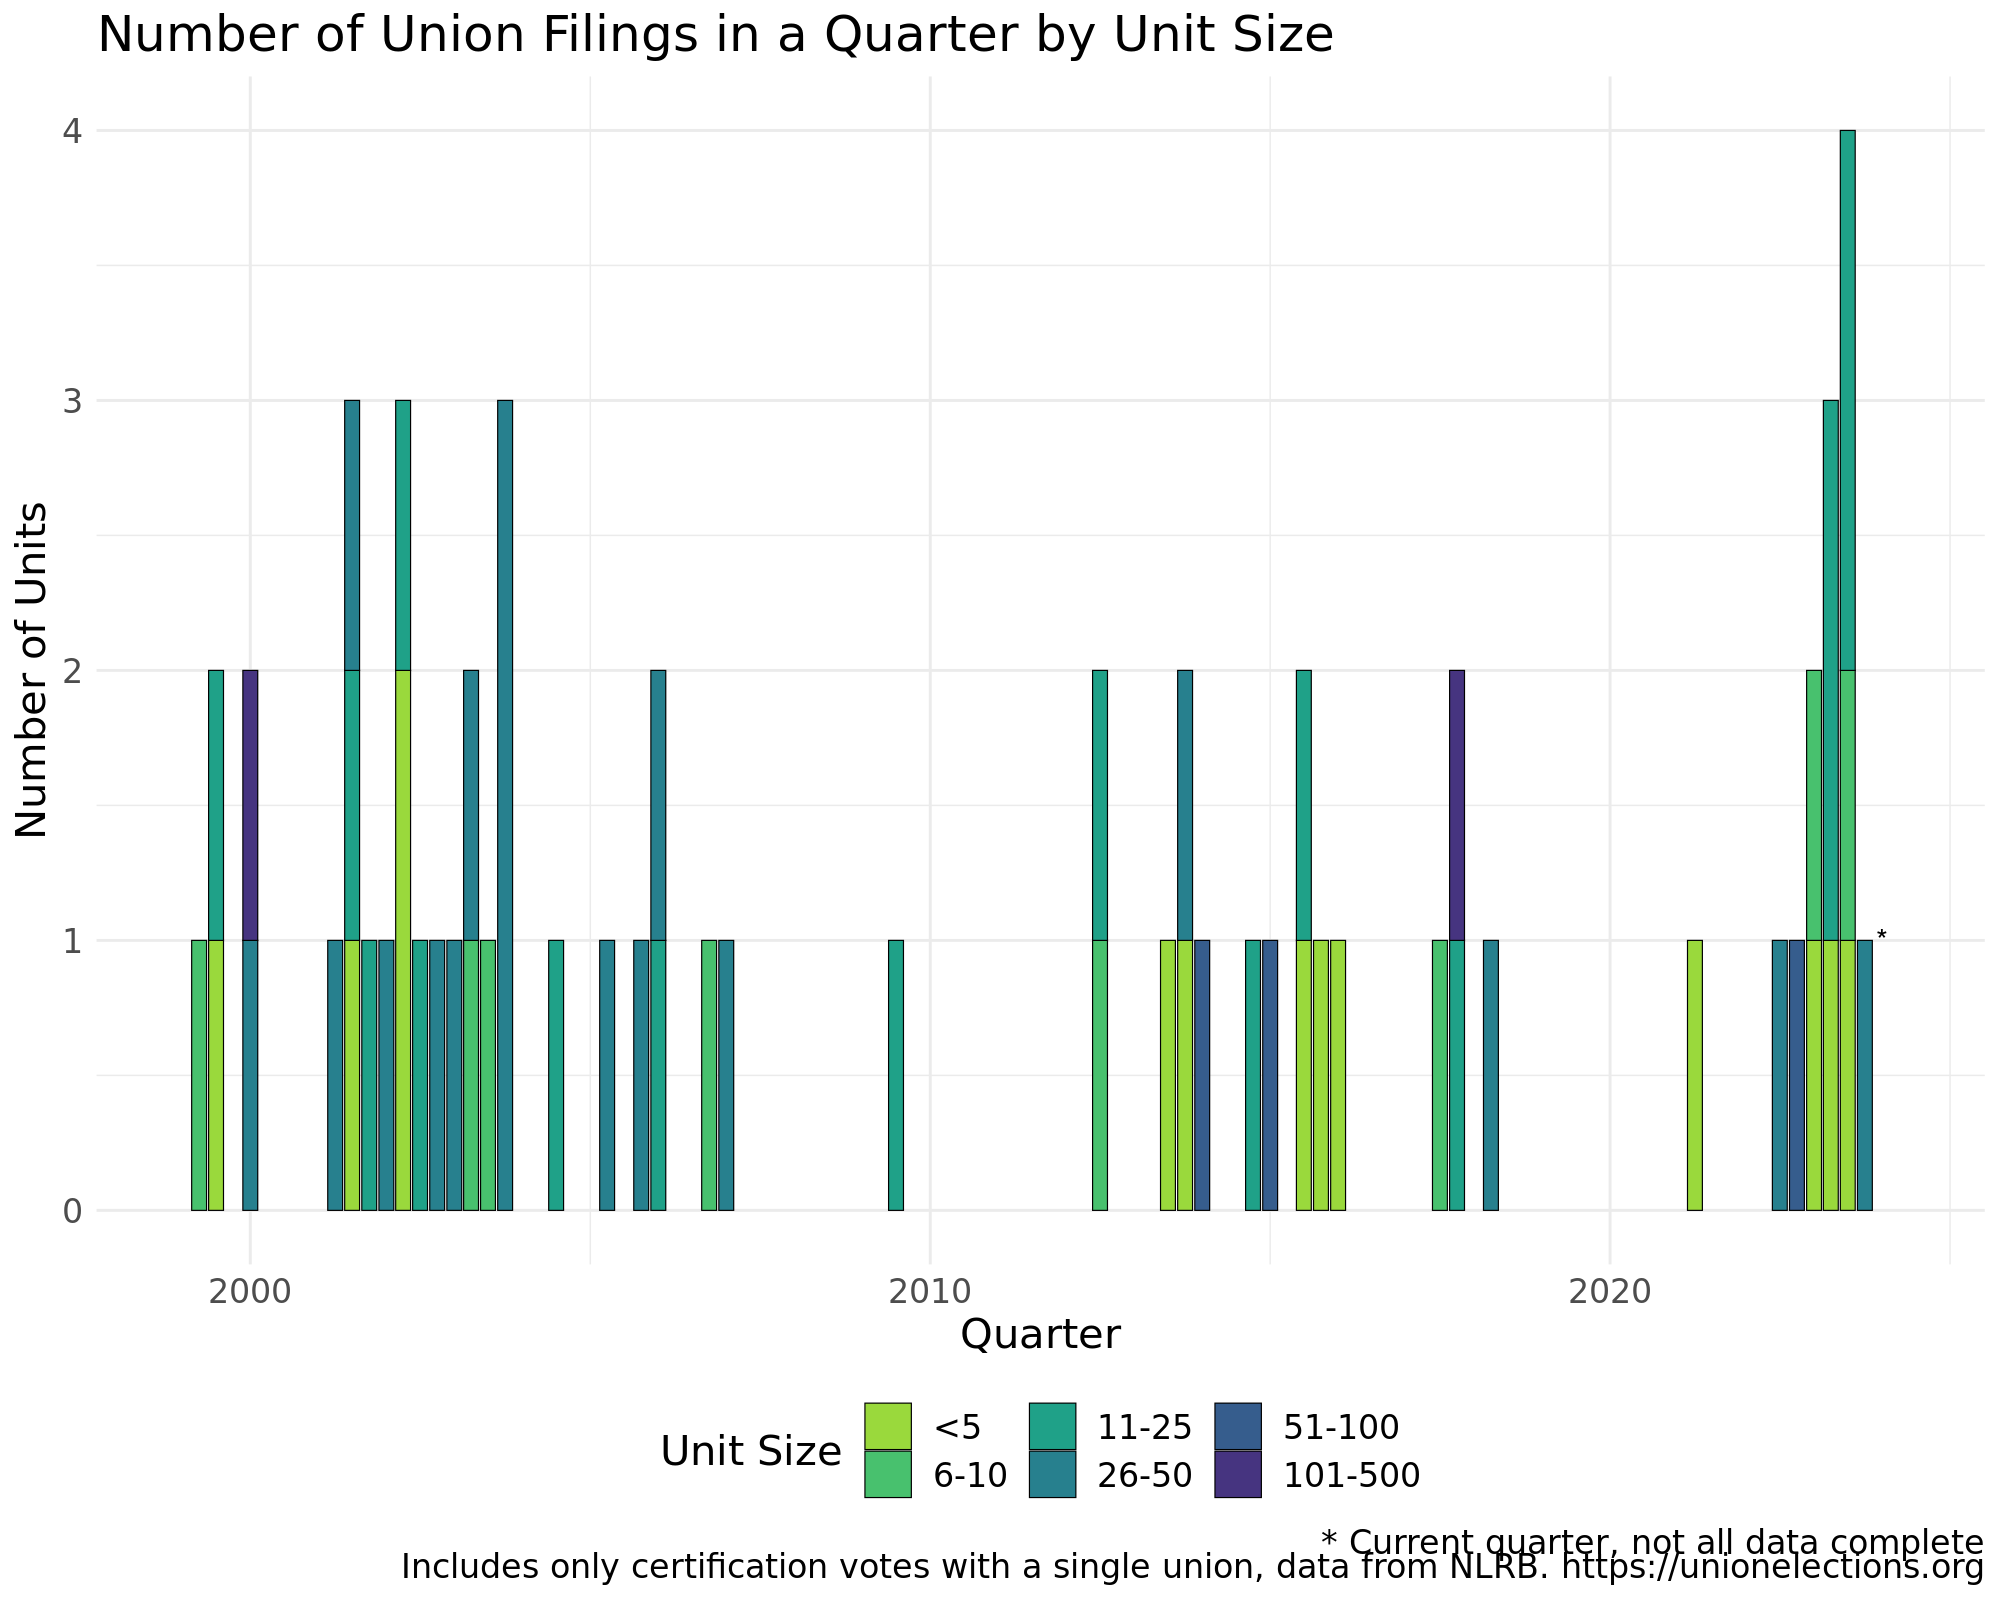 Number of Union Filings in a Quarter by Unit Size
Number of Units
4
3
2
1
0
*
2000 2010 2020
Quarter
Unit Size
<5 11-25 51-100
6-10 26-50 101-500
* Current quarter, not all data complete
Includes only certification votes with a single union, data from NLRB. https://unionelections.org